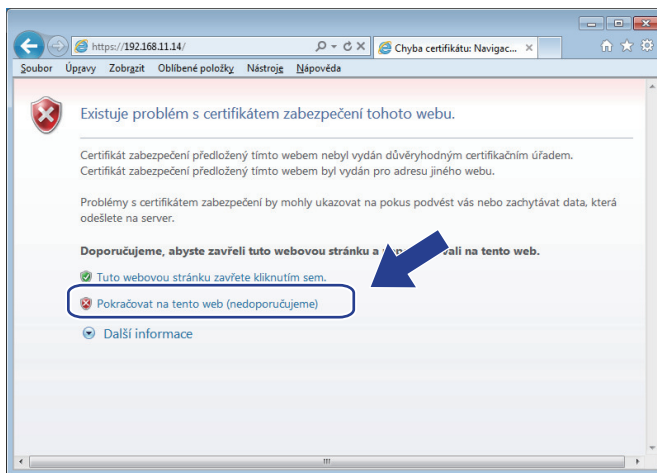 https://192.168.11.14/
Chyba certifikátu: Navigac...
Soubor Úpravy Zobrazit Oblíbené položky Nástroje Nápověda
Existuje problém s certifikátem zabezpečení tohoto webu.
Certifikát zabezpečení předložený tímto webem nebyl vydán důvěryhodným certifikačním úřadem.
Certifikát zabezpečení předložený tímto webem byl vydán pro adresu jiného webu.
Problémy s certifikátem zabezpečení by mohly ukazovat na pokus podvést vás nebo zachytávat data, která
odešlete na server.
Doporučujeme, abyste zavřeli tuto webovou stránku a vali na tento web.
Tuto webovou stránku zavřete kliknutím sem.
Pokračovat na tento web (nedoporučujeme)
Další informace